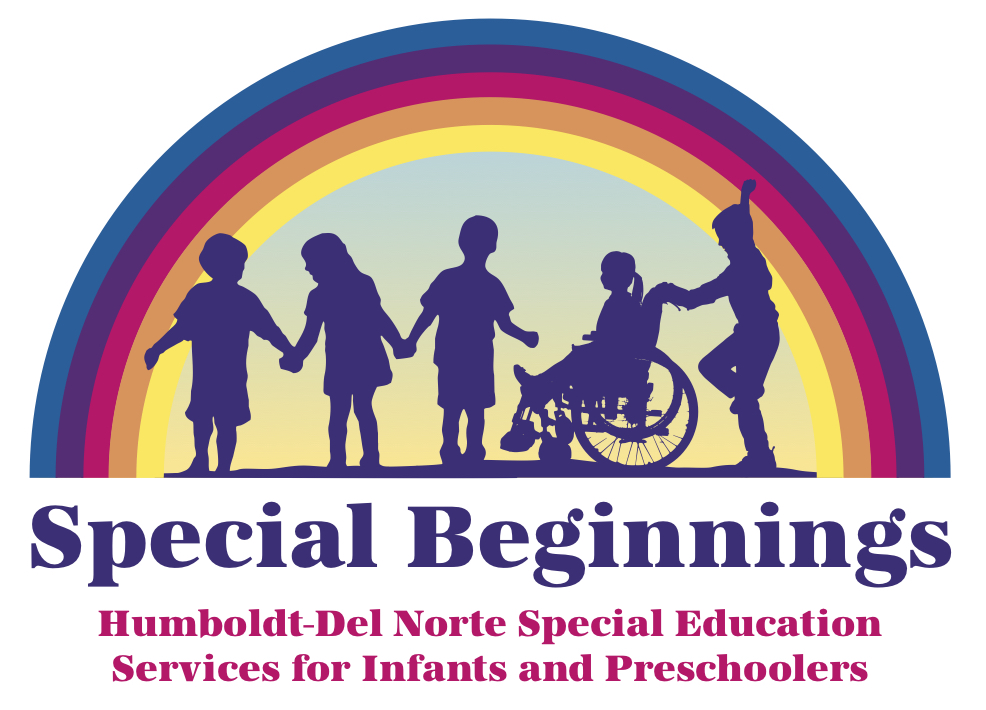 Special Beginnings
Humboldt-Del Norte Special Education
Services for Infants and Preschoolers